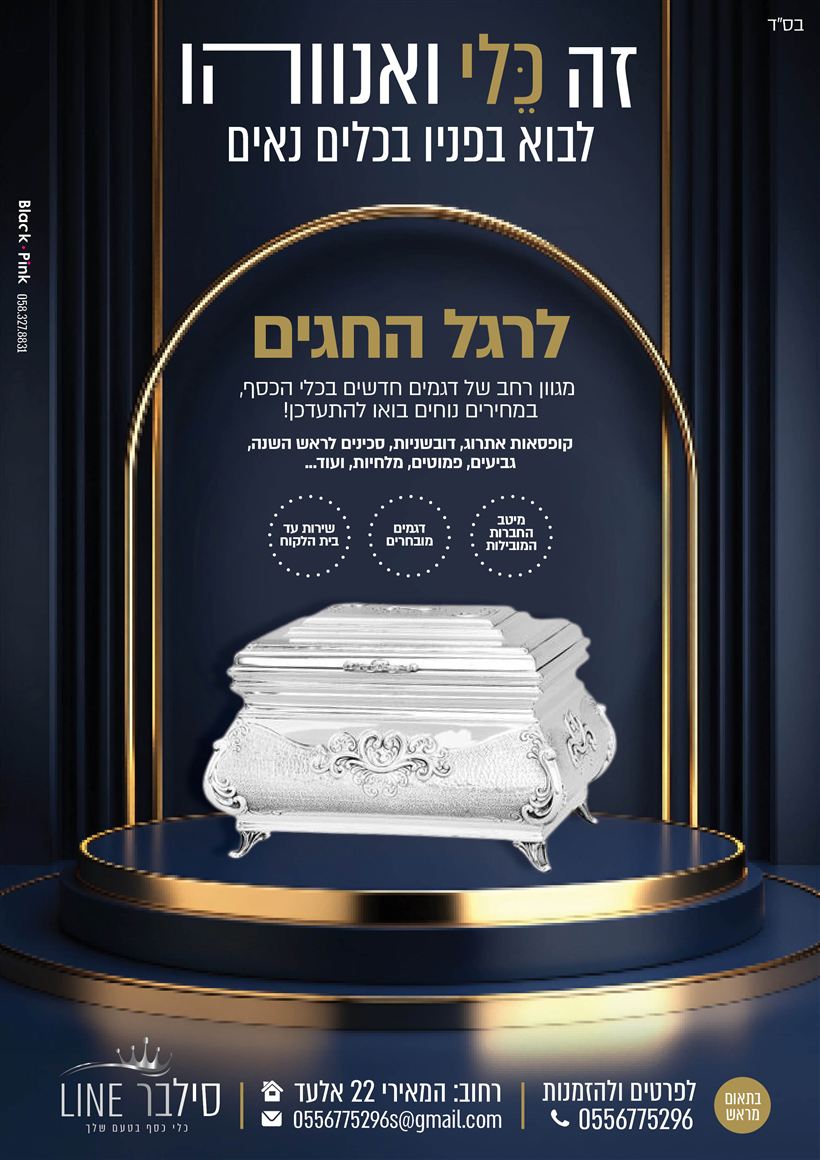 בס"ד
זה כֵּלי ואנווהו
לבוא בפניו בכלים נאים
Black·Pink 058.327.8831
לרגל החגים
מגוון רחב של דגמים חדשים בכלי הכסף,
במחירים נוחים בואו להתעדכן!
קופסאות אתרוג, דובשניות, סכינים לראש השנה,
גביעים, פמוטים, מלחיות, ועוד...
מיטב
החברות
המובילות
דגמים
מובחרים
שירות עד
בית הלקוח
בתאום
מראש
לפרטים ולהזמנות
0556775296
רחוב: המאירי 22 אלעד
0556775296s@gmail.com
סילבר LINE
כלי כסף בטעם שלך